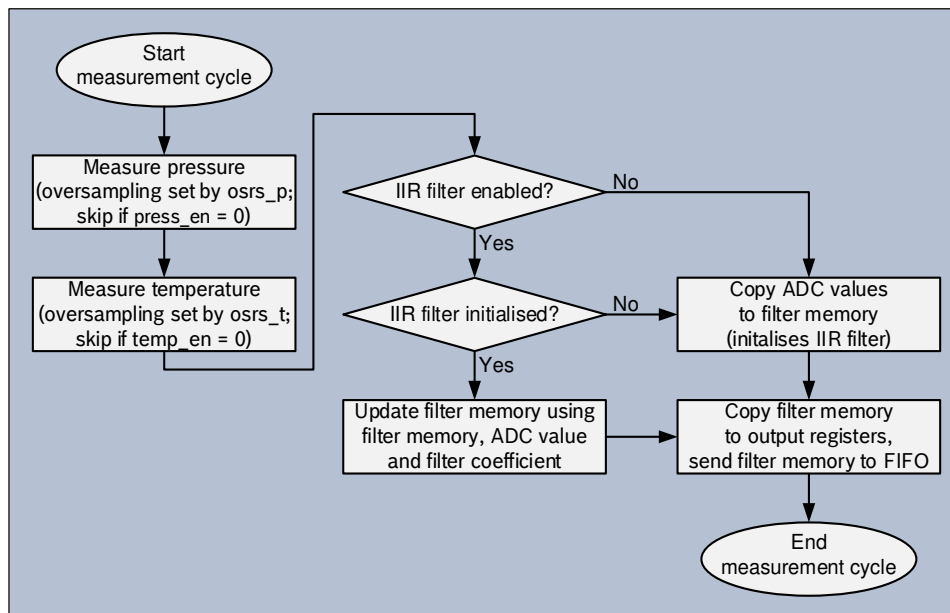 Start
measurement cycle
Measure pressure
(oversampling set by osrs_p;
skip if press_en = 0)
Measure temperature
(oversampling set by osrs_t;
skip if temp_en = 0)
IIR filter enabled?
No
Yes
IIR filter initialised?
No
Yes
Update filter memory using
filter memory, ADC value
and filter coefficient
Copy ADC values
to filter memory
(initalises IIR filter)
Copy filter memory
to output registers,
send filter memory to FIFO
End
measurement cycle